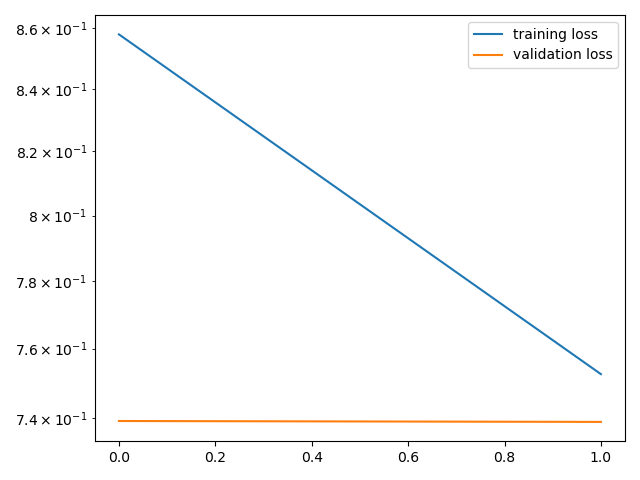 8.6 × 10⁻¹
8.4 × 10⁻¹
8.2 × 10⁻¹
8 × 10⁻¹
7.8 × 10⁻¹
7.6 × 10⁻¹
7.4 × 10⁻¹
training loss
validation loss
0.0 0.2 0.4 0.6 0.8 1.0